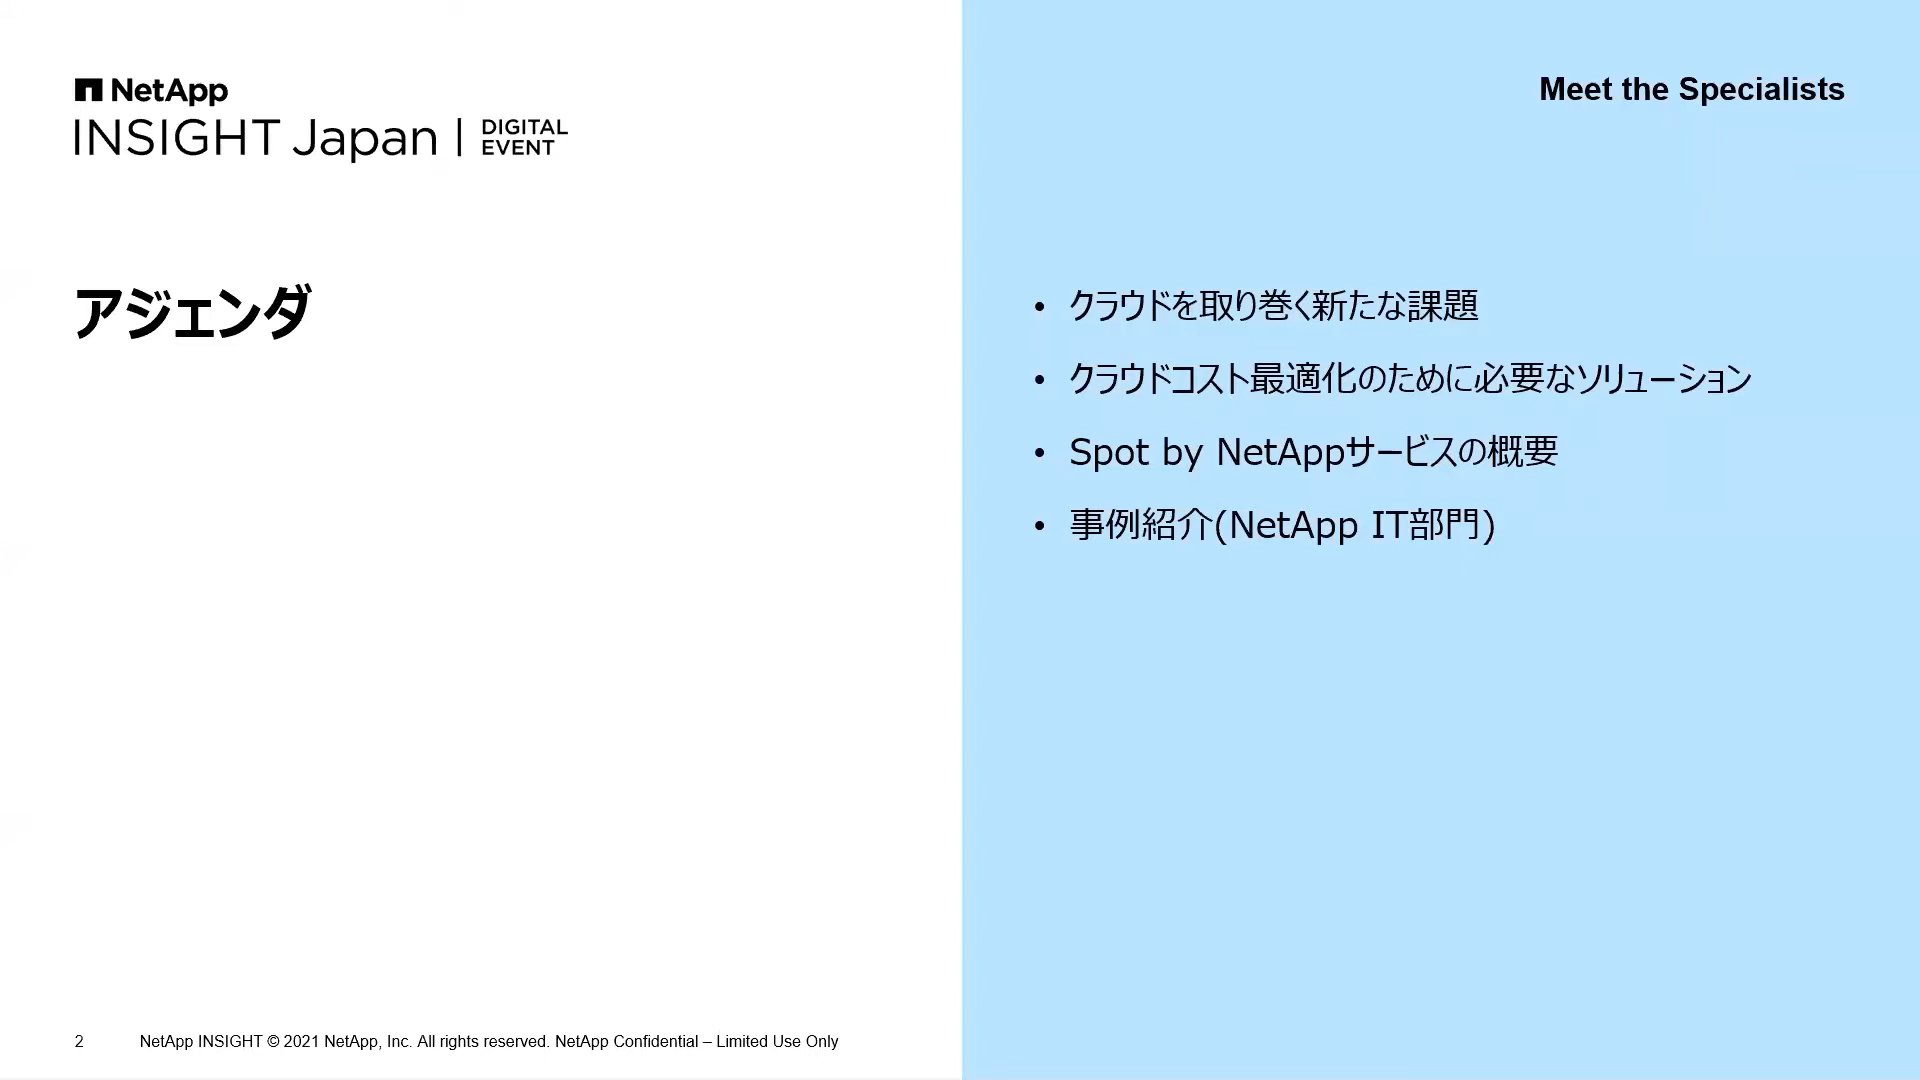 NetApp
INSIGHT Japan | DIGITAL EVENT
Meet the Specialists
アジェンダ
• クラウドを取り巻く新たな課題
• クラウドコスト最適化のために必要なソリューション
• Spot by NetAppサービスの概要
• 事例紹介(NetApp IT部門)
2 NetApp INSIGHT © 2021 NetApp, Inc. All rights reserved. NetApp Confidential – Limited Use Only